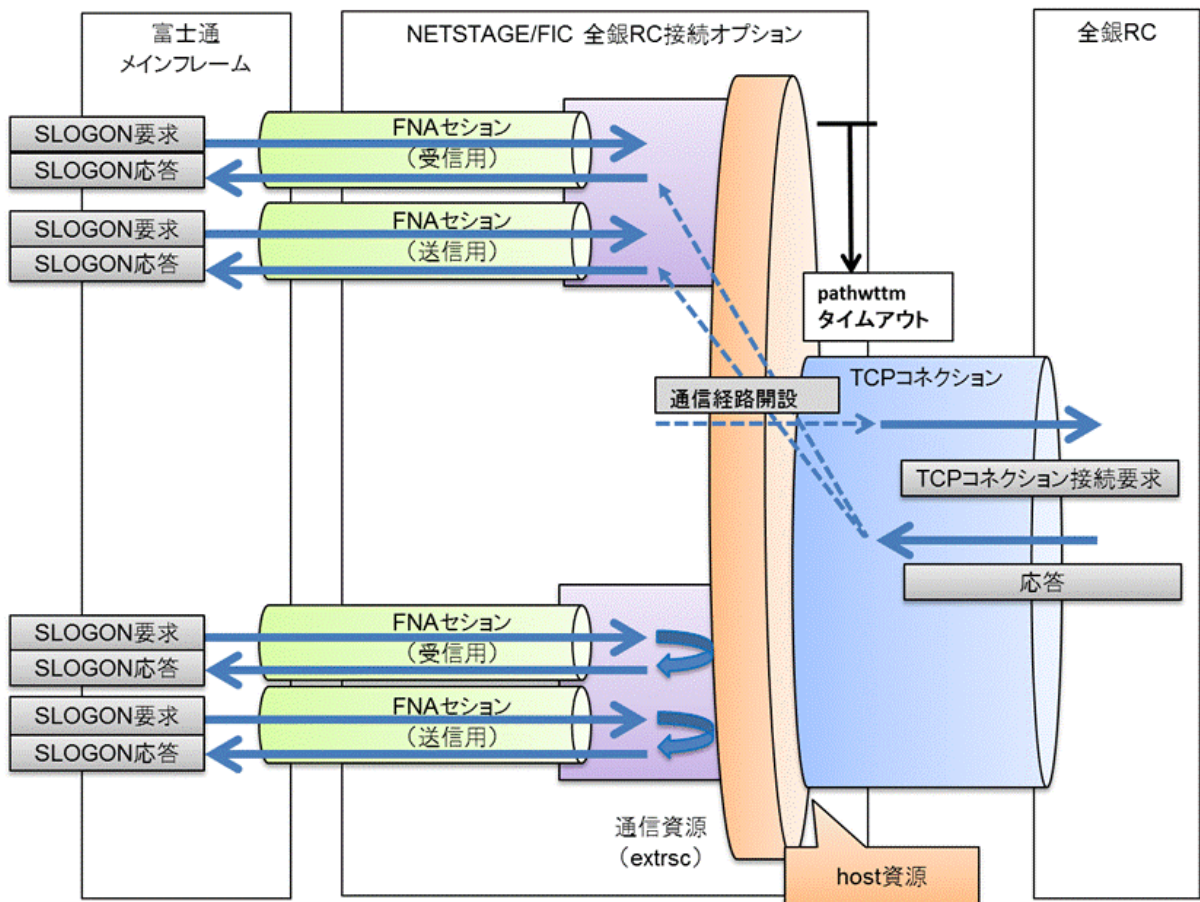 富士通
メインフレーム
NETSTAGE/FIC 全銀RC接続オプション
全銀RC
SLOGON要求
SLOGON応答
FNAセション
（受信用）
SLOGON要求
SLOGON応答
FNAセション
（送信用）
pathwttm
タイムアウト
TCPコネクション
通信経路開設
TCPコネクション接続要求
応答
SLOGON要求
SLOGON応答
FNAセション
（受信用）
SLOGON要求
SLOGON応答
FNAセション
（送信用）
通信資源
（extrsc）
host資源